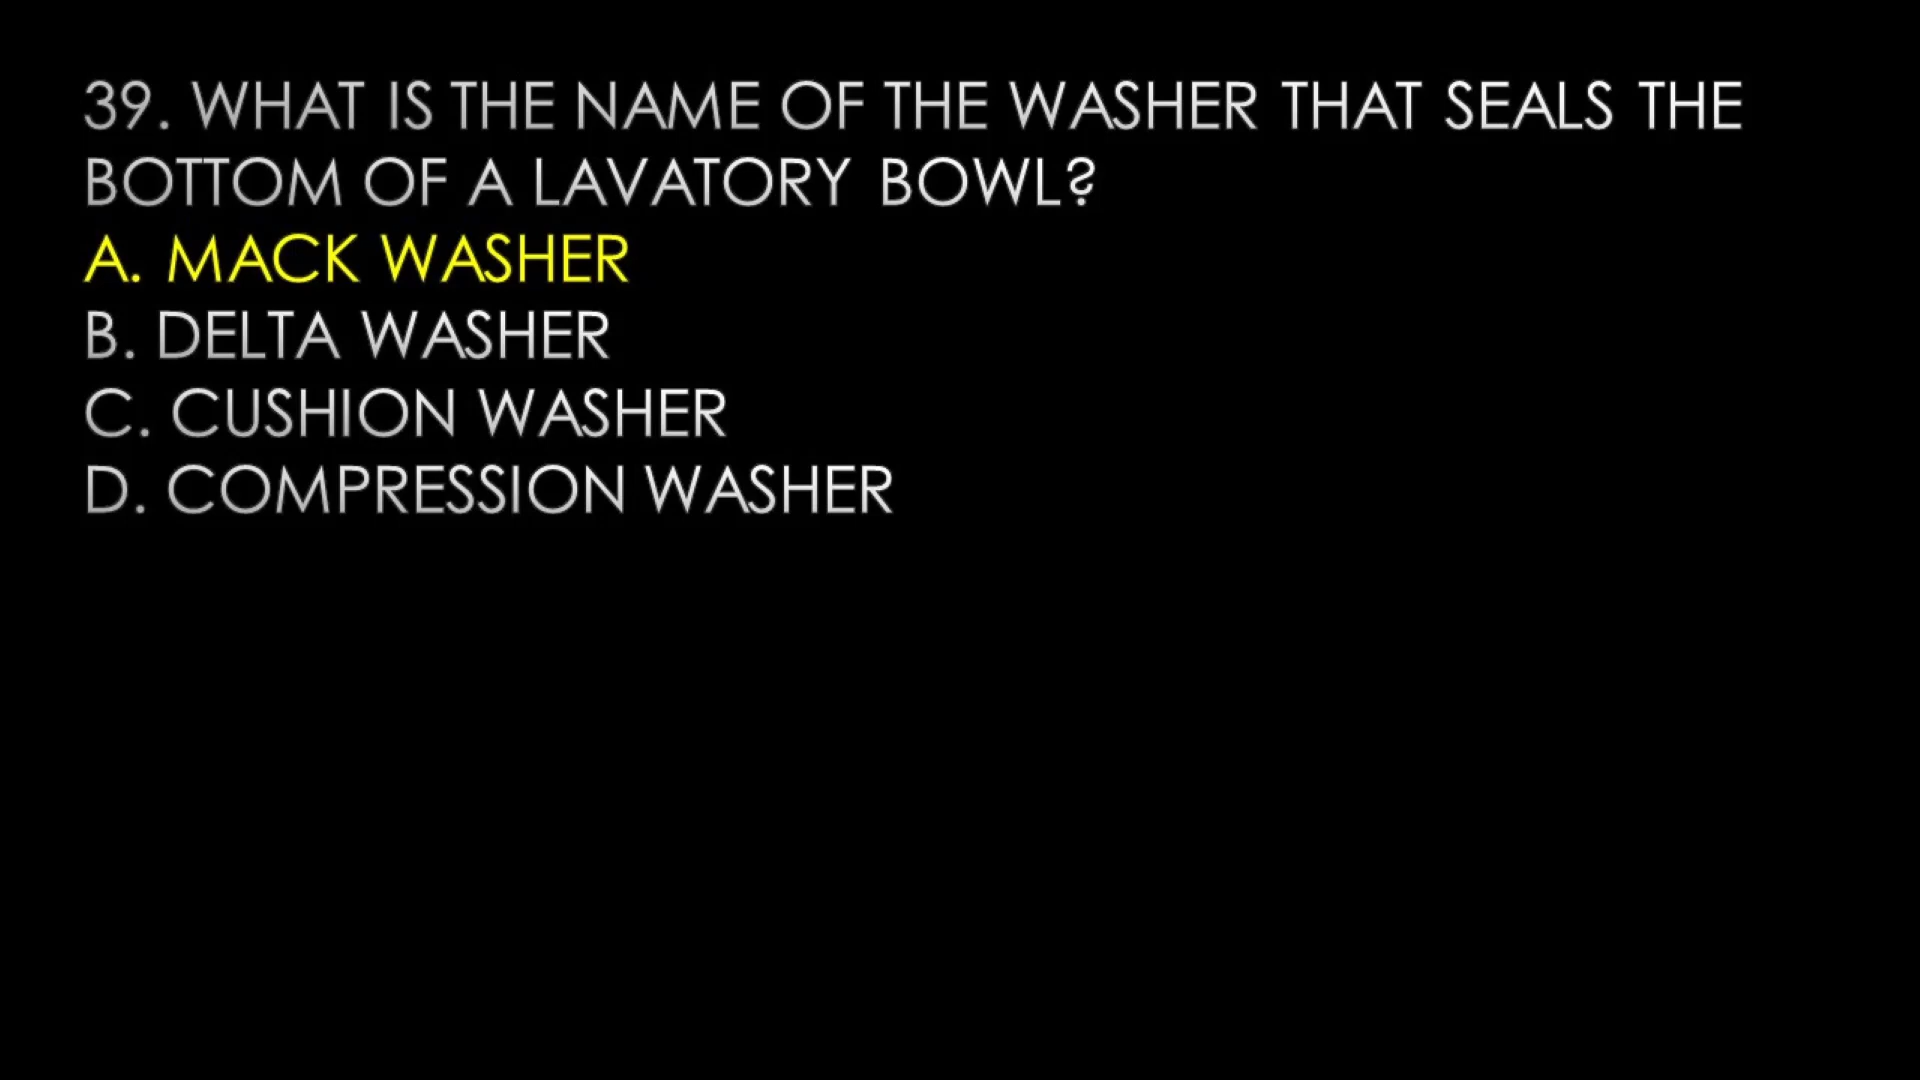 39. WHAT IS THE NAME OF THE WASHER THAT SEALS THE
BOTTOM OF A LAVATORY BOWL?
A. MACK WASHER
B. DELTA WASHER
C. CUSHION WASHER
D. COMPRESSION WASHER